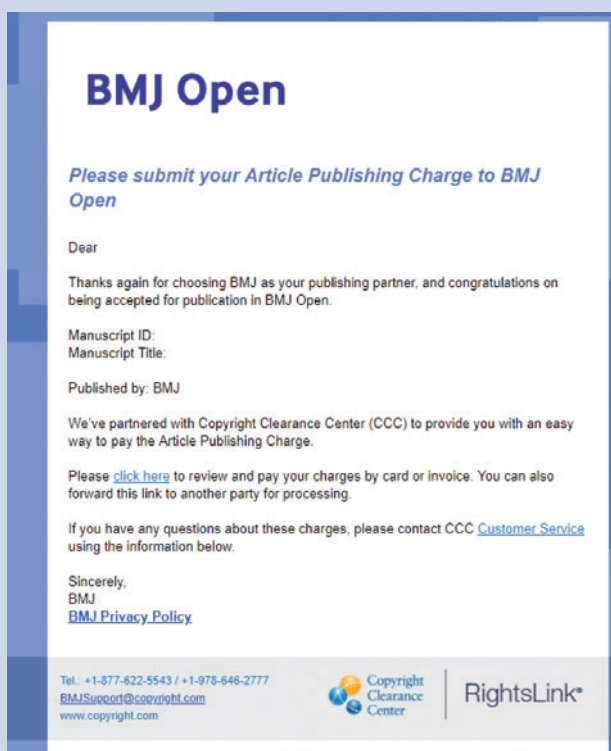 BMJ Open
Please submit your Article Publishing Charge to BMJ
Open
Dear
Thanks again for choosing BMJ as your publishing partner, and congratulations on
being accepted for publication in BMJ Open.
Manuscript ID:
Manuscript Title:
Published by: BMJ
We've partnered with Copyright Clearance Center (CCC) to provide you with an easy
way to pay the Article Publishing Charge.
Please click here to review and pay your charges by card or invoice. You can also
forward this link to another party for processing.
If you have any questions about these charges, please contact CCC Customer Service
using the information below.
Sincerely,
BMJ
BMJ Privacy Policy
Tel.: +1-877-622-5543 / +1-978-646-2777
BMJSupport@copyright.com
www.copyright.com
Copyright
Clearance
Center
RightsLink®